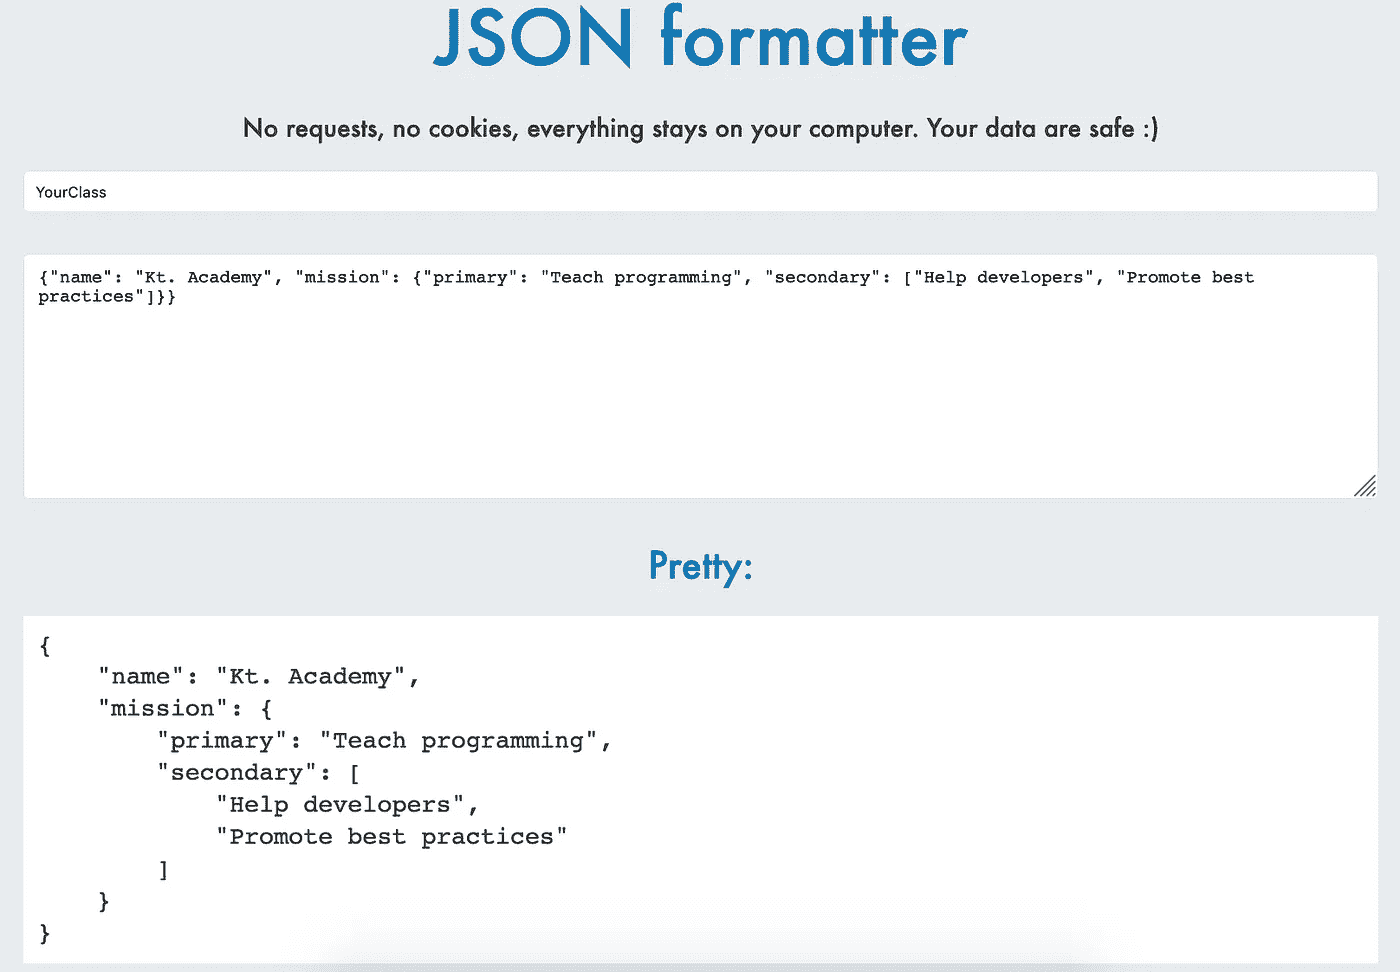 JSON formatter
No requests, no cookies, everything stays on your computer. Your data are safe :)
YourClass
{"name": "Kt. Academy", "mission": {"primary": "Teach programming", "secondary": ["Help developers", "Promote best
practices"]}}
Pretty:
{
    "name": "Kt. Academy",
    "mission": {
        "primary": "Teach programming",
        "secondary": [
            "Help developers",
            "Promote best practices"
        ]
    }
}